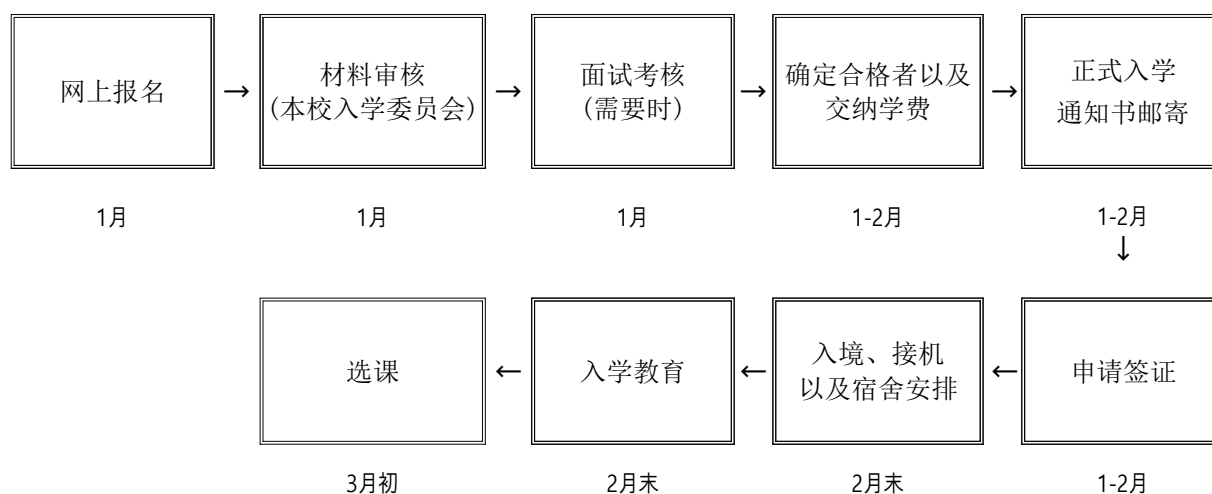 网上报名
→
材料审核
(本校入学委员会)
→
面试考核
(需要时)
→
确定合格者以及
交纳学费
→
正式入学
通知书邮寄
1月
1月
1月
1-2月
1-2月
↓
申请签证
←
入境、接机
以及宿舍安排
←
入学教育
←
选课
3月初
2月末
2月末
1-2月